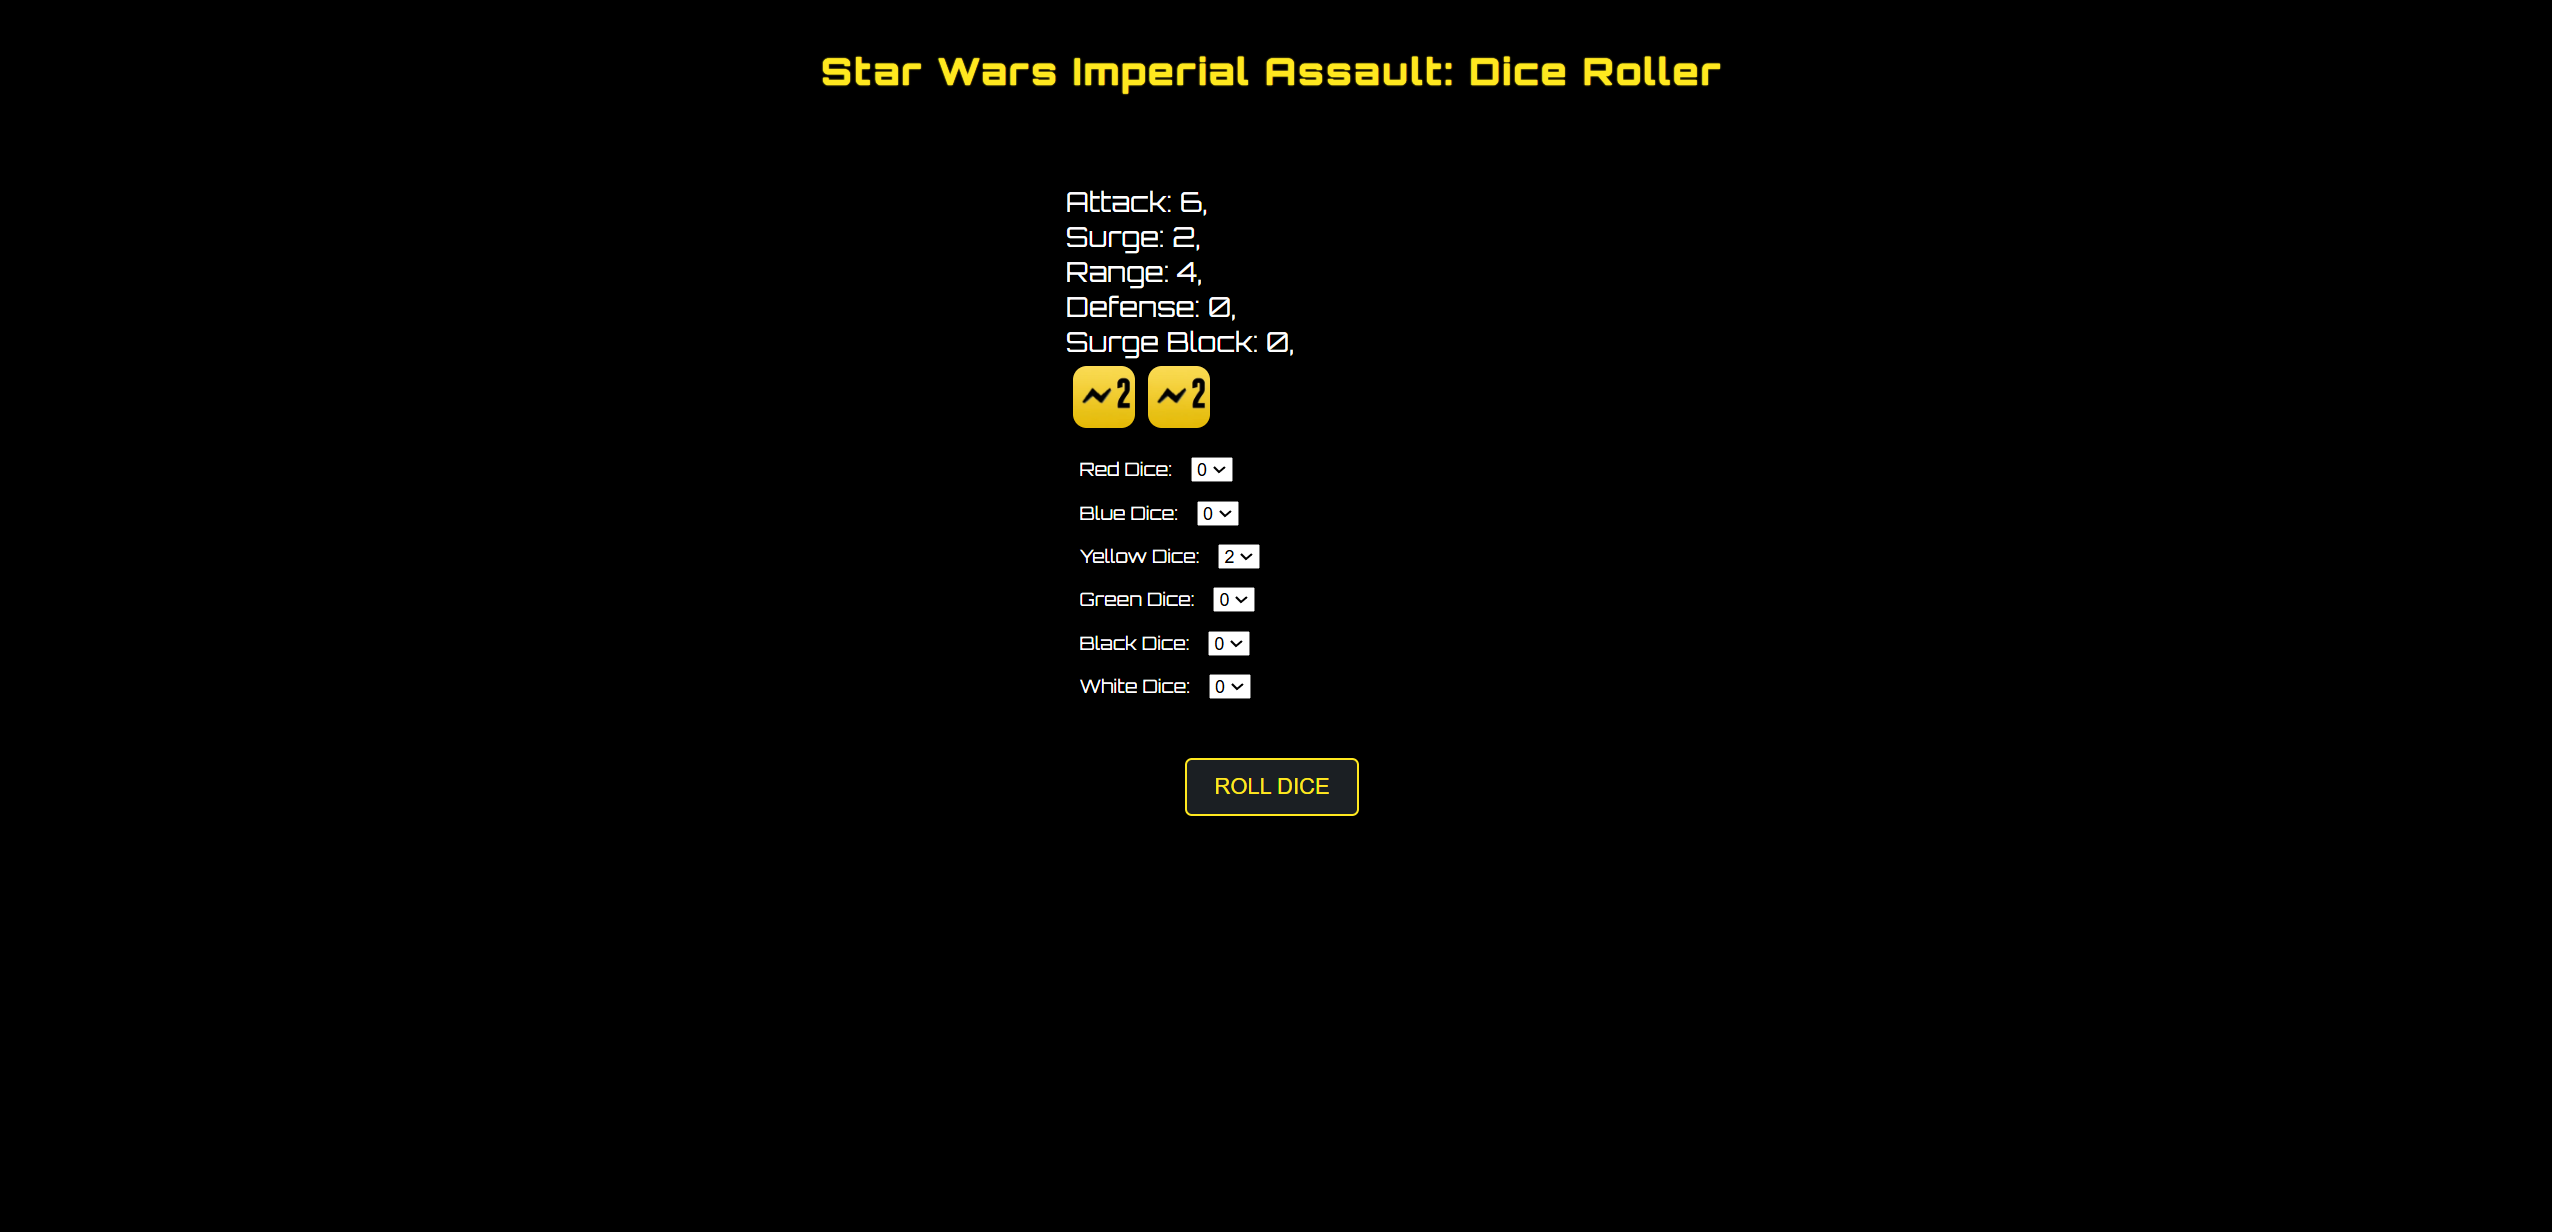 Star Wars Imperial Assault: Dice Roller
Attack: 6,
Surge: 2,
Range: 4,
Defense: 0,
Surge Block: 0,
2 2
Red Dice: 0
Blue Dice: 0
Yellow Dice: 2
Green Dice: 0
Black Dice: 0
White Dice: 0
ROLL DICE